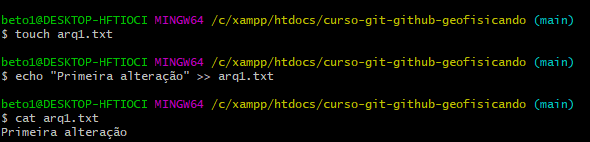 beto1@DESKTOP-HFTIOCI MINGW64 /c/xampp/htdocs/curso-git-github-geofisicando (main)
$ touch arq1.txt
beto1@DESKTOP-HFTIOCI MINGW64 /c/xampp/htdocs/curso-git-github-geofisicando (main)
$ echo "Primeira alteração" >> arq1.txt
beto1@DESKTOP-HFTIOCI MINGW64 /c/xampp/htdocs/curso-git-github-geofisicando (main)
$ cat arq1.txt
Primeira alteração